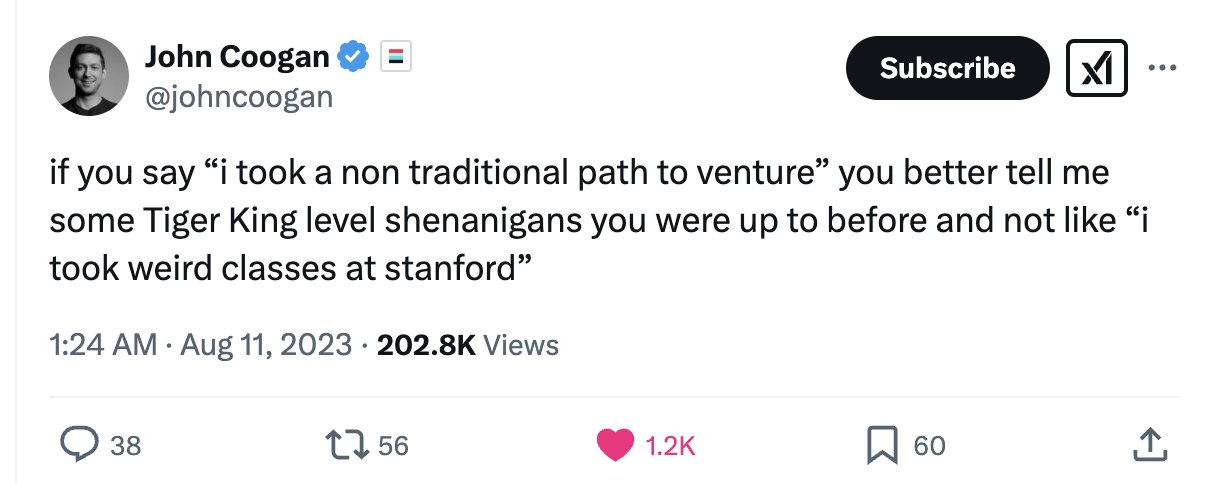 John Coogan
Subscribe
@johncoogan
if you say “i took a non traditional path to venture” you better tell me
some Tiger King level shenanigans you were up to before and not like “i
took weird classes at stanford”
1:24 AM · Aug 11, 2023 · 202.8K Views
38 56 1.2K 60